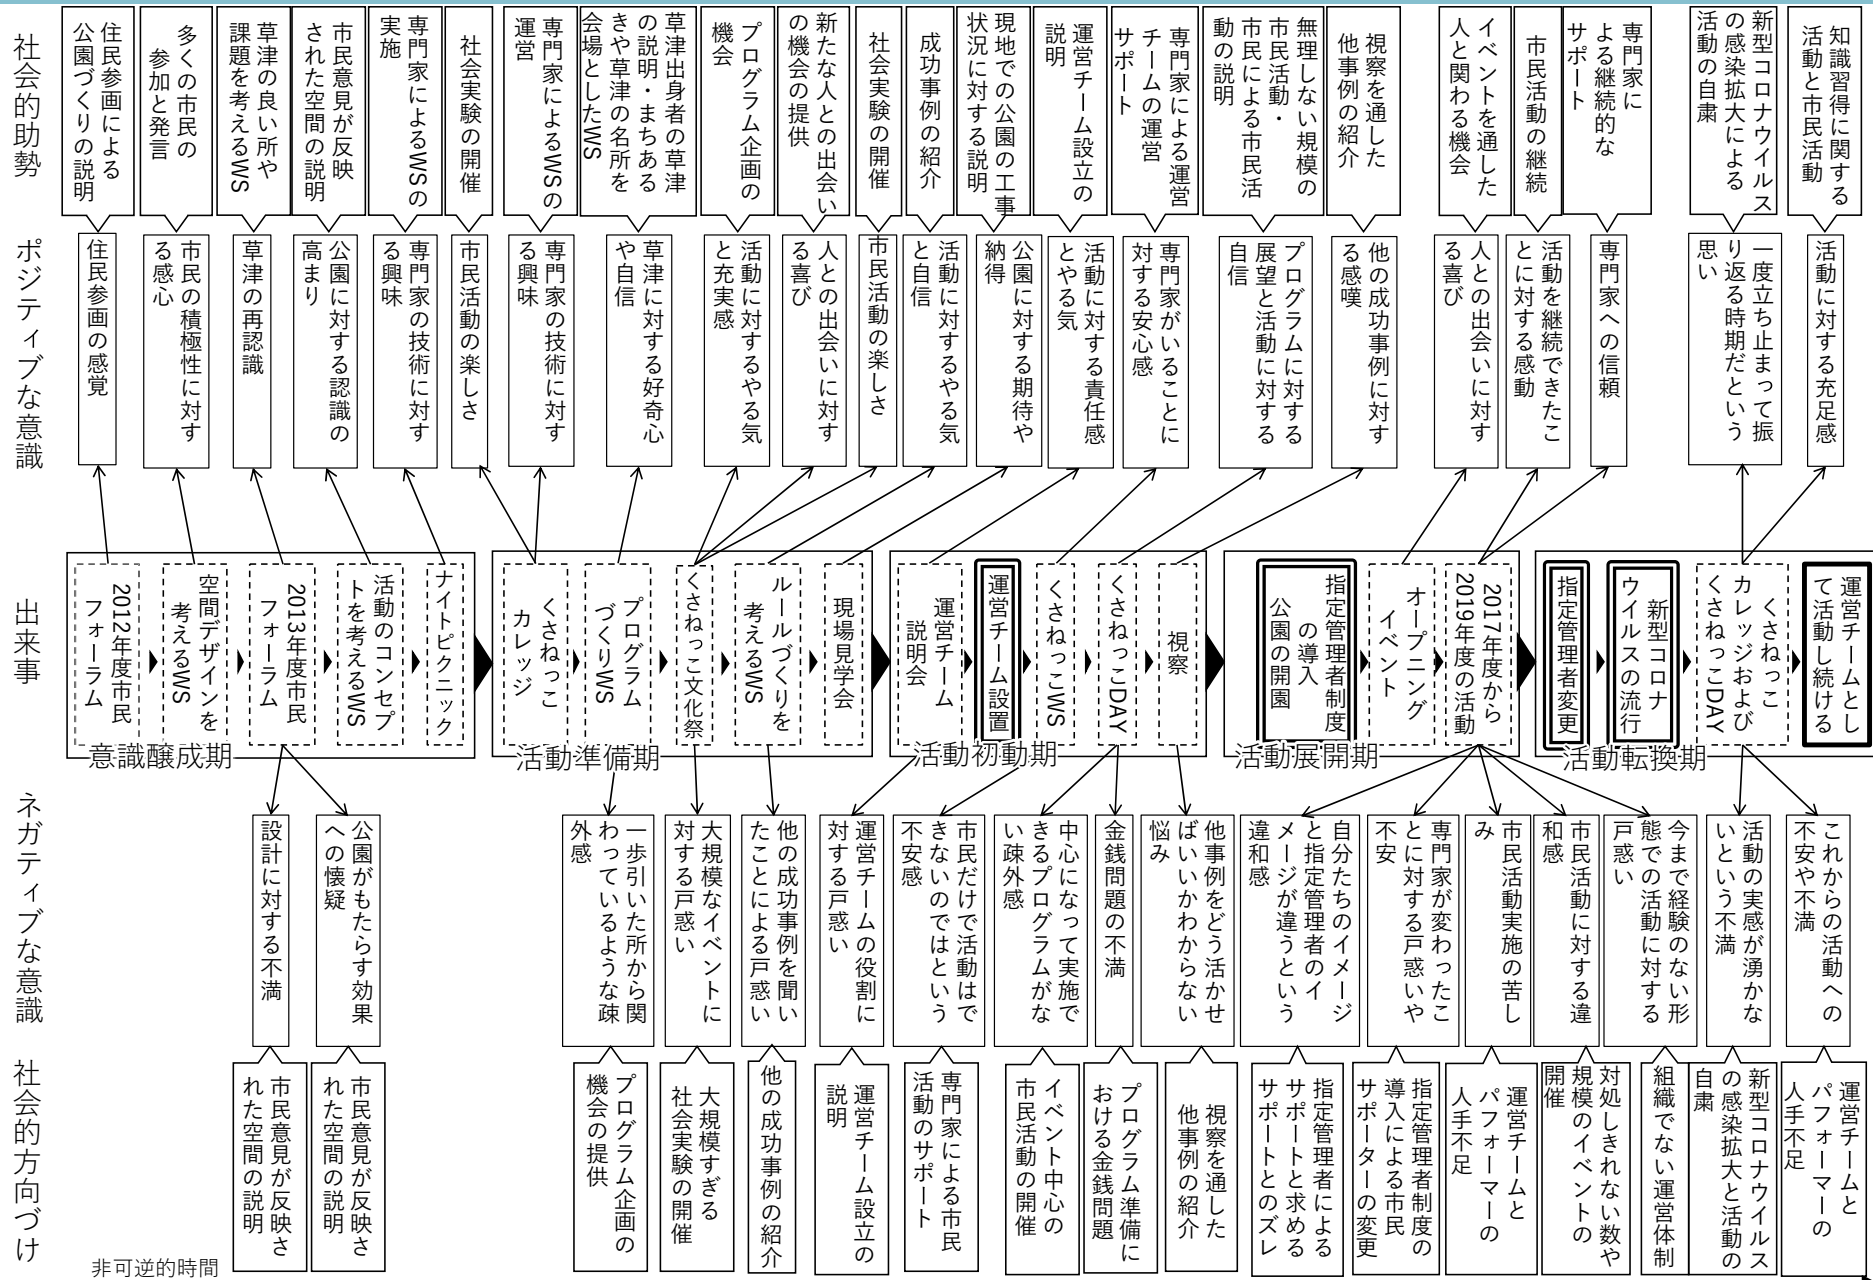 社会的助勢
住民参画による
公園づくりの説明
多くの市民の
参加と発言
草津の良い所や
課題を考えるWS
市民意見が反映
された空間の説明
専門家によるWSの
実施
社会実験の開催
専門家によるWSの
運営
草津出身者の草津
の説明・まちある
きや草津の名所を
会場としたWS
プログラム企画の
機会
新たな人との出会い
の機会の提供
社会実験の開催
成功事例の紹介
現地での公園の工事
状況に対する説明
運営チーム設立の
説明
専門家による運営
チームの運営
サポート
無理しない規模の
市民活動・
市民による市民活
動の説明
視察を通した
他事例の紹介
イベントを通した
人と関わる機会
市民活動の継続
専門家に
よる継続的な
サポート
新型コロナウイルス
の感染拡大による
活動の自粛
知識習得に関する
活動と市民活動
ポジティブな意識
住民参画の感覚
市民の積極性に対す
る感心
草津の再認識
公園に対する認識の
高まり
専門家の技術に対す
る興味
市民活動の楽しさ
専門家の技術に対す
る興味
草津に対する好奇心
や自信
活動に対するやる気
と充実感
人との出会いに対す
る喜び
市民活動の楽しさ
活動に対するやる気
と自信
公園に対する期待や
納得
活動に対する責任感
とやる気
専門家がいることに
対する安心感
プログラムに対する
展望と活動に対する
自信
他の成功事例に対す
る感嘆
人との出会いに対す
る喜び
活動を継続できたこ
とに対する感動
専門家への信頼
一度立ち止まって振
り返る時期だという
思い
活動に対する充足感
出来事
2012年度市民
フォーラム
空間デザインを
考えるWS
2013年度市民
フォーラム
活動のコンセプ
トを考えるWS
ナイトピクニック
意識醸成期
くさねっこ
カレッジ
プログラム
づくりWS
くさねっこ文化祭
ルールづくりを
考えるWS
現場見学会
活動準備期
運営チーム
説明会
運営チーム設置
くさねっこWS
くさねっこDAY
視察
活動初動期
指定管理者制度
の導入
公園の開園
オープニング
イベント
2017年度から
2019年度の活動
活動展開期
指定管理者変更
新型コロナ
ウイルスの流行
くさねっこ
カレッジおよび
くさねっこDAY
運営チームとし
て活動し続ける
活動転換期
ネガティブな意識
設計に対する不満
公園がもたらす効果
への懐疑
一歩引いた所から関
わっているような疎
外感
大規模なイベントに
対する戸惑い
他の成功事例を聞い
たことによる戸惑い
運営チームの役割に
対する戸惑い
市民だけで活動はで
きないのではという
不安感
中心になって実施で
きるプログラムがな
い疎外感
金銭問題の不満
他事例をどう活かせ
ばいいかわからない
悩み
自分たちのイメージ
と指定管理者のイ
メージが違うという
違和感
専門家が変わったこ
とに対する戸惑いや
不安
市民活動実施の苦し
み
市民活動に対する違
和感
今まで経験のない形
態での活動に対する
戸惑い
活動の実感が湧かな
いという不満
これからの活動への
不安や不満
社会的方向づけ
市民意見が反映さ
れた空間の説明
市民意見が反映さ
れた空間の説明
プログラム企画の
機会の提供
大規模すぎる
社会実験の開催
他の成功事例の紹介
運営チーム設立の
説明
専門家による市民
活動のサポート
イベント中心の
市民活動の開催
プログラム準備に
おける金銭問題
視察を通した
他事例の紹介
指定管理者による
サポートと求める
サポートとのズレ
指定管理者制度の
導入による市民
サポーターの変更
運営チームと
パフォーマーの
人手不足
対処しきれない数や
規模のイベントの
開催
組織でない運営体制
新型コロナウイルス
の感染拡大と活動の
自粛
運営チームと
パフォーマーの
人手不足
非可逆的時間